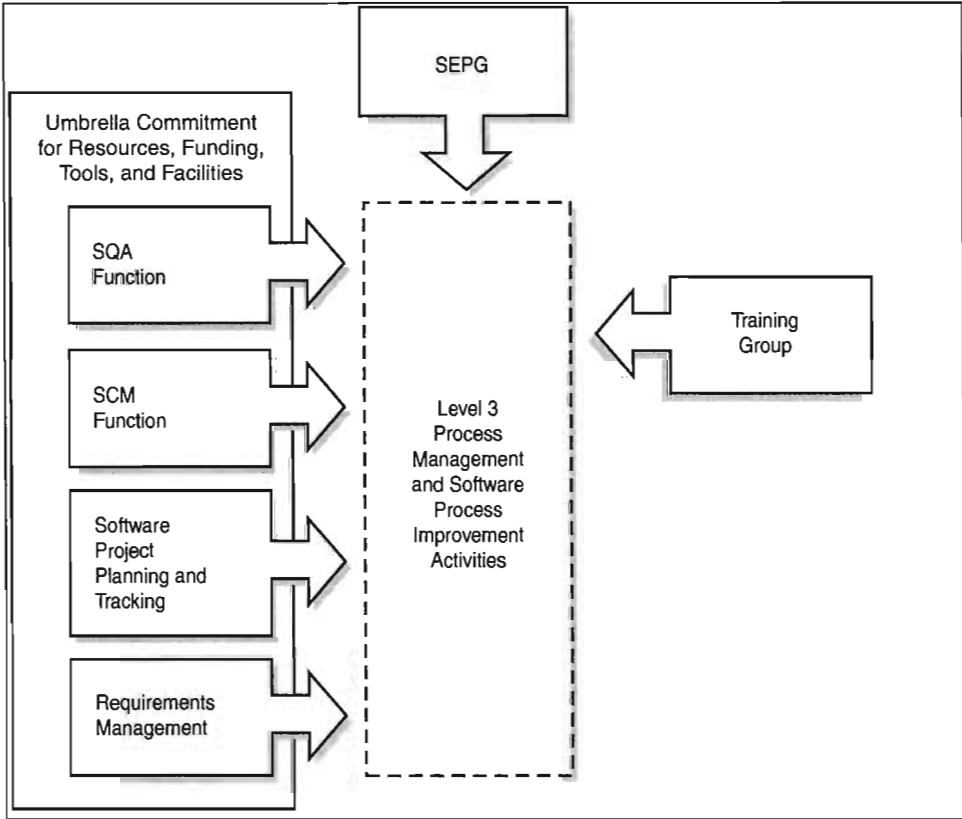 SEPG
Umbrella Commitment
for Resources, Funding,
Tools, and Facilities
SQA
Function
SCM
Function
Software
Project
Planning and
Tracking
Requirements
Management
Level 3
Process
Management
and Software
Process
Improvement
Activities
Training
Group